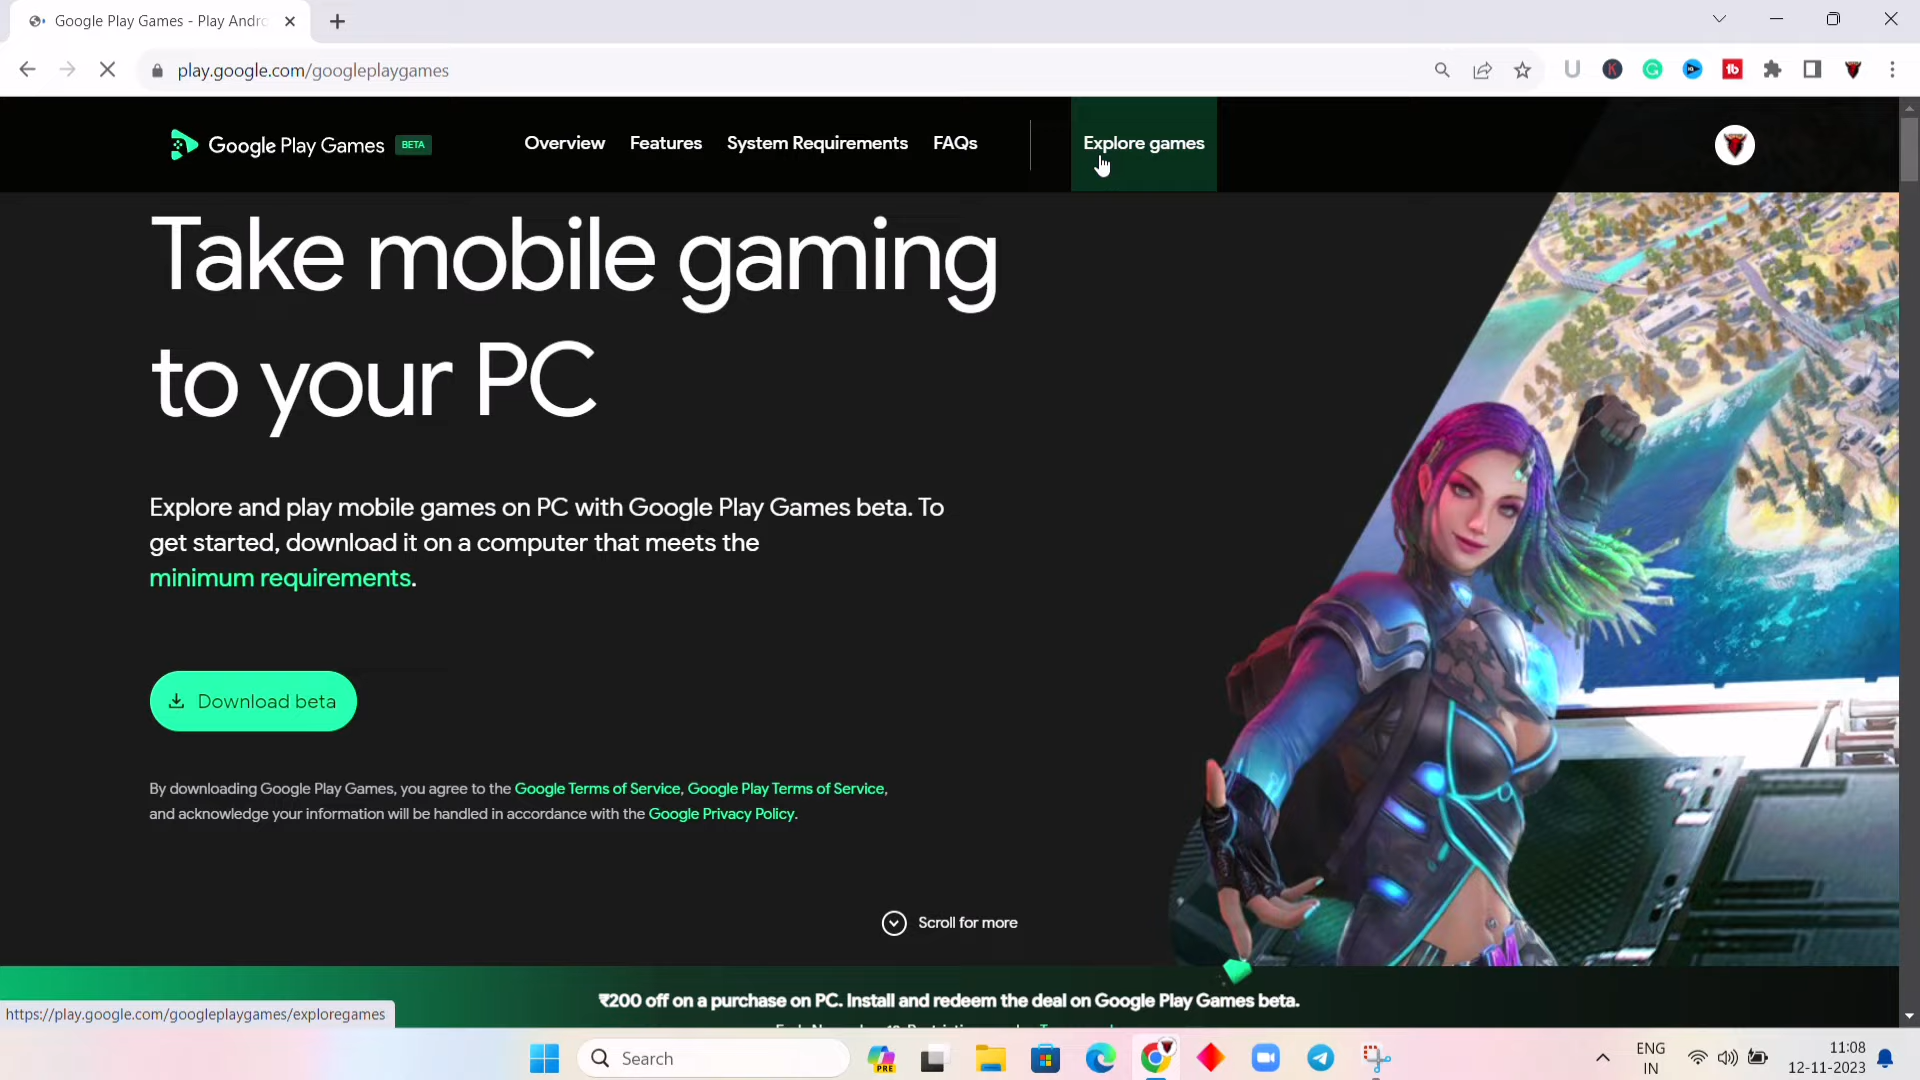 Google Play Games - Play Andro
play.google.com/googleplaygames
Google Play Games BETA
Overview
Features
System Requirements
FAQs
Explore games
Take mobile gaming
to your PC
Explore and play mobile games on PC with Google Play Games beta. To
get started, download it on a computer that meets the
minimum requirements.
Download beta
By downloading Google Play Games, you agree to the Google Terms of Service, Google Play Terms of Service,
and acknowledge your information will be handled in accordance with the Google Privacy Policy.
Scroll for more
₹200 off on a purchase on PC. Install and redeem the deal on Google Play Games beta.
https://play.google.com/googleplaygames/exploregames
Search
PRE
ENG
IN
11:08
12-11-2023